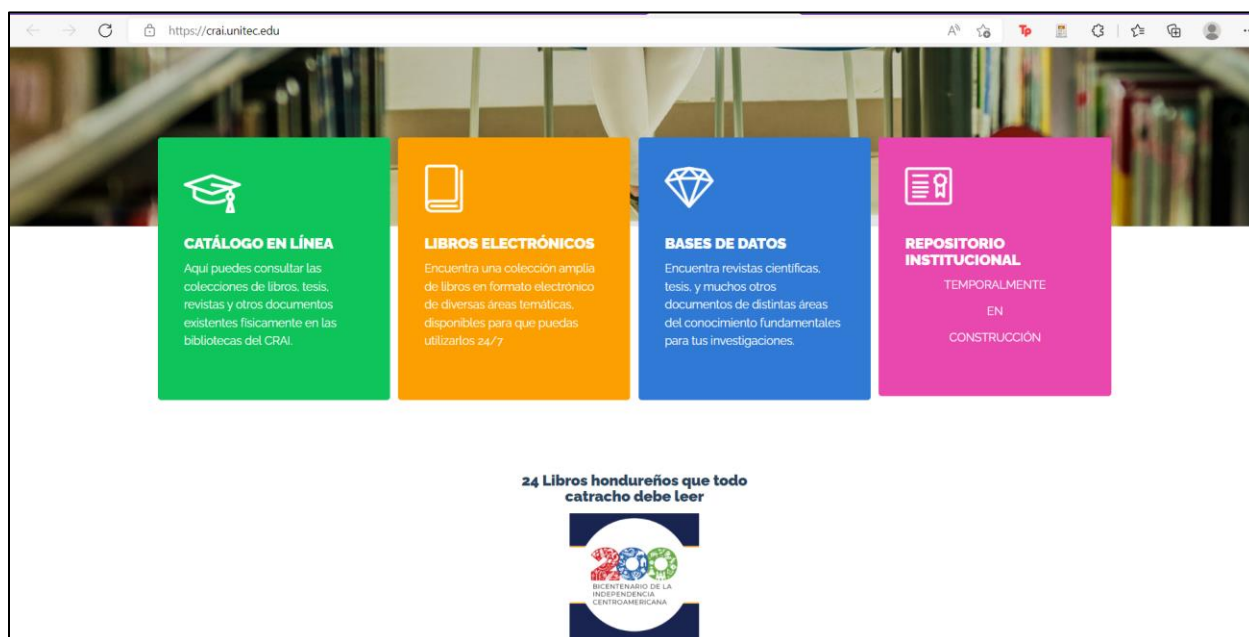 https://crai.unitec.edu
CATÁLOGO EN LÍNEA
Aquí puedes consultar las
colecciones de libros, tesis,
revistas y otros documentos
existentes físicamente en las
bibliotecas del CRAI.
LIBROS ELECTRÓNICOS
Encuentra una colección amplia
de libros en formato electrónico
de diversas áreas temáticas,
disponibles para que puedas
utilizarlos 24/7
BASES DE DATOS
Encuentra revistas científicas,
tesis, y muchos otros
documentos de distintas áreas
del conocimiento fundamentales
para tus investigaciones.
REPOSITORIO
INSTITUCIONAL
TEMPORALMENTE
EN
CONSTRUCCIÓN
24 Libros hondureños que todo
catracho debe leer
200
BICENTENARIO DE LA
INDEPENDENCIA
CENTROAMERICANA